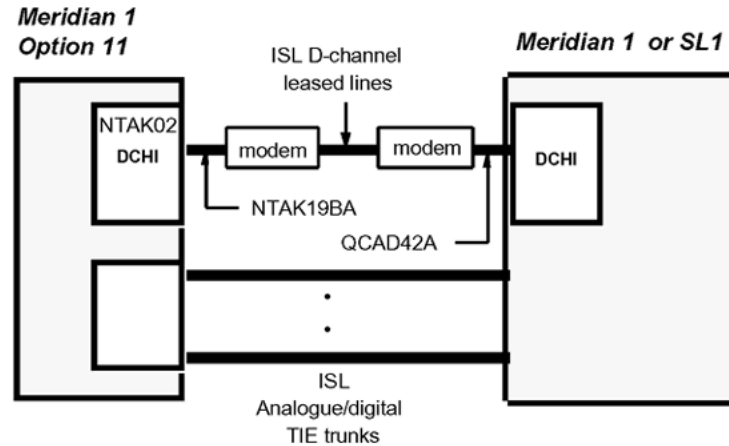 Meridian 1
Option 11
Meridian 1 or SL1
ISL D-channel
leased lines
NTAK02
DCHI
modem
modem
DCHI
NTAK19BA
QCAD42A
ISL
Analogue/digital
TIE trunks